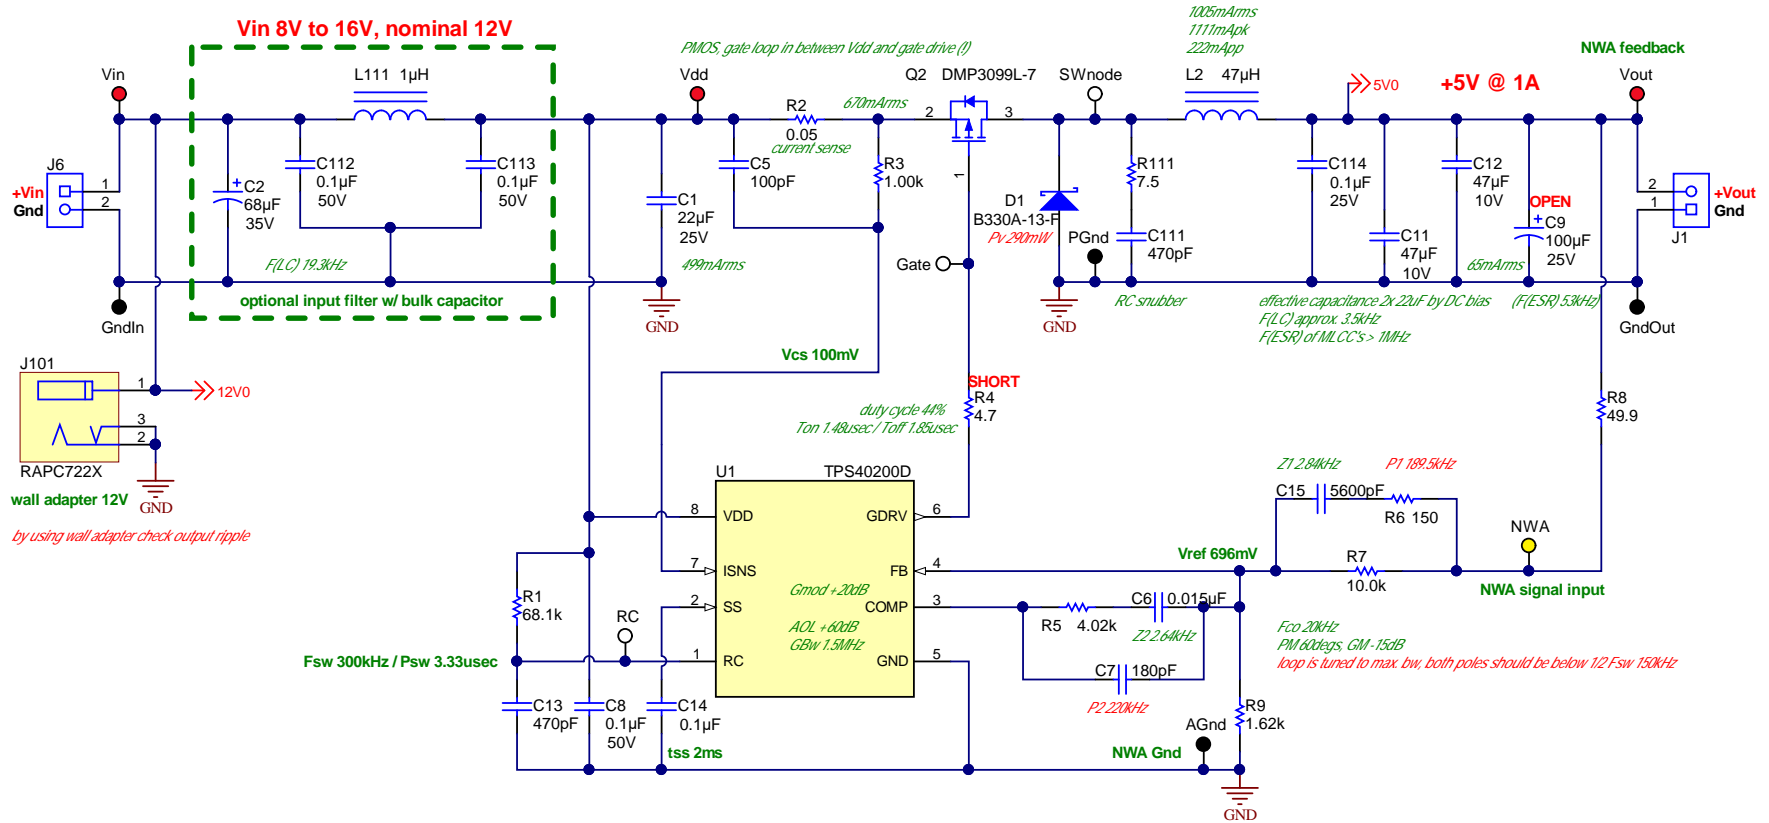 Vin 8V to 16V, nominal 12V
1005mArms
1111mApk
222mApp
PMOS, gate loop in between Vdd and gate drive (!)
NWA feedback
Vin
L111 1µH
Vdd
Q2 DMP3099L-7
SWnode
L2 47µH
5V0
+5V @ 1A
Vout
R2
0.05
current sense
670mArms
2
3
1
J6
+Vin
Gnd
1
2
C2
68µF
35V
+
C112
0.1µF
50V
C113
0.1µF
50V
C1
22µF
25V
499mArms
C5
100pF
R3
1.00k
D1
B330A-13-F
Pv 290mW
PGnd
R111
7.5
C111
470pF
RC snubber
C114
0.1µF
25V
C11
47µF
10V
C12
47µF
10V
65mArms
OPEN
+
C9
100µF
25V
(F(ESR) 53kHz)
2
1
+Vout
Gnd
J1
Gate
F(LC) 19.3kHz
optional input filter w/ bulk capacitor
GndIn
GND
GND
effective capacitance 2x 22uF by DC bias
F(LC) approx. 3.5kHz
F(ESR) of MLCC's > 1MHz
GndOut
Vcs 100mV
J101
1
3
2
RAPC722X
12V0
GND
wall adapter 12V
by using wall adapter check output ripple
SHORT
R4
4.7
duty cycle 44%
Ton 1.48usec / Toff 1.85usec
R8
49.9
U1 TPS40200D
8 VDD
7 ISNS
2 SS
1 RC
GDRV 6
FB 4
COMP 3
GND 5
Gmod +20dB
AOL +60dB
GBw 1.5MHz
Z1 2.84kHz
P1 189.5kHz
C15 5600pF
R6 150
NWA
Vref 696mV
R7
10.0k
NWA signal input
R1
68.1k
RC
Fsw 300kHz / Psw 3.33usec
C6 0.015µF
R5 4.02k
Z2 2.64kHz
C7 180pF
P2 220kHz
Fco 20kHz
PM 60degs, GM -15dB
loop is tuned to max. bw, both poles should be below 1/2 Fsw 150kHz
C13
470pF
C8
0.1µF
50V
C14
0.1µF
tss 2ms
R9
1.62k
AGnd
NWA Gnd
GND